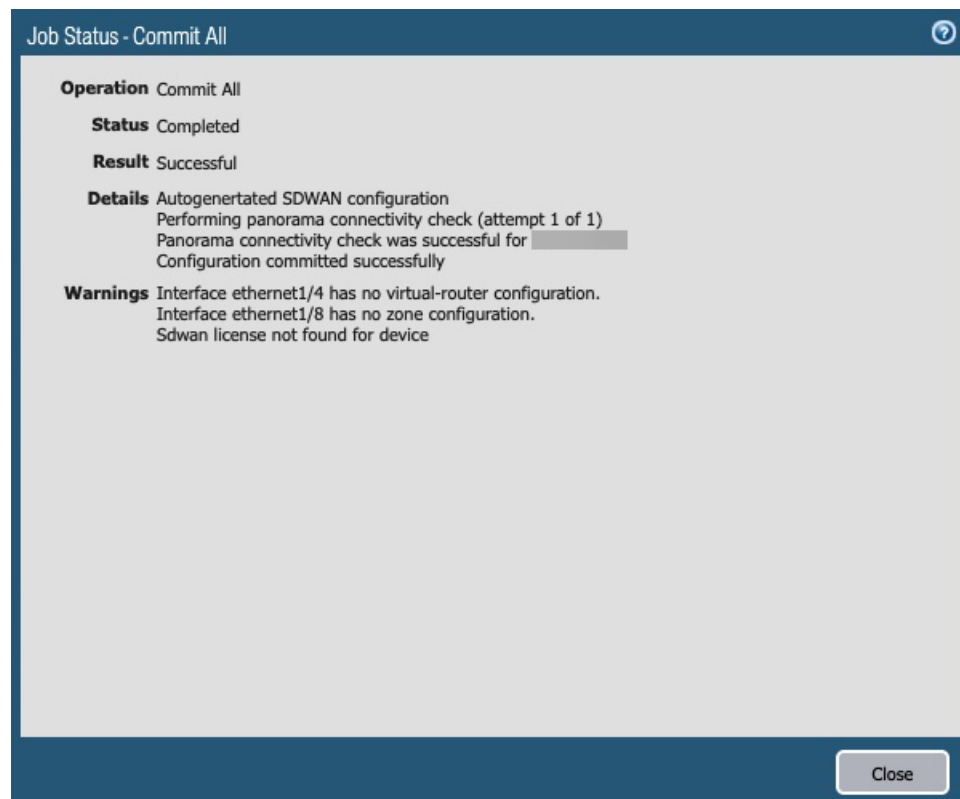 Job Status - Commit All
Operation Commit All
Status Completed
Result Successful
Details Autogenertated SDWAN configuration
Performing panorama connectivity check (attempt 1 of 1)
Panorama connectivity check was successful for
Configuration committed successfully
Warnings Interface ethernet1/4 has no virtual-router configuration.
Interface ethernet1/8 has no zone configuration.
Sdwan license not found for device
Close